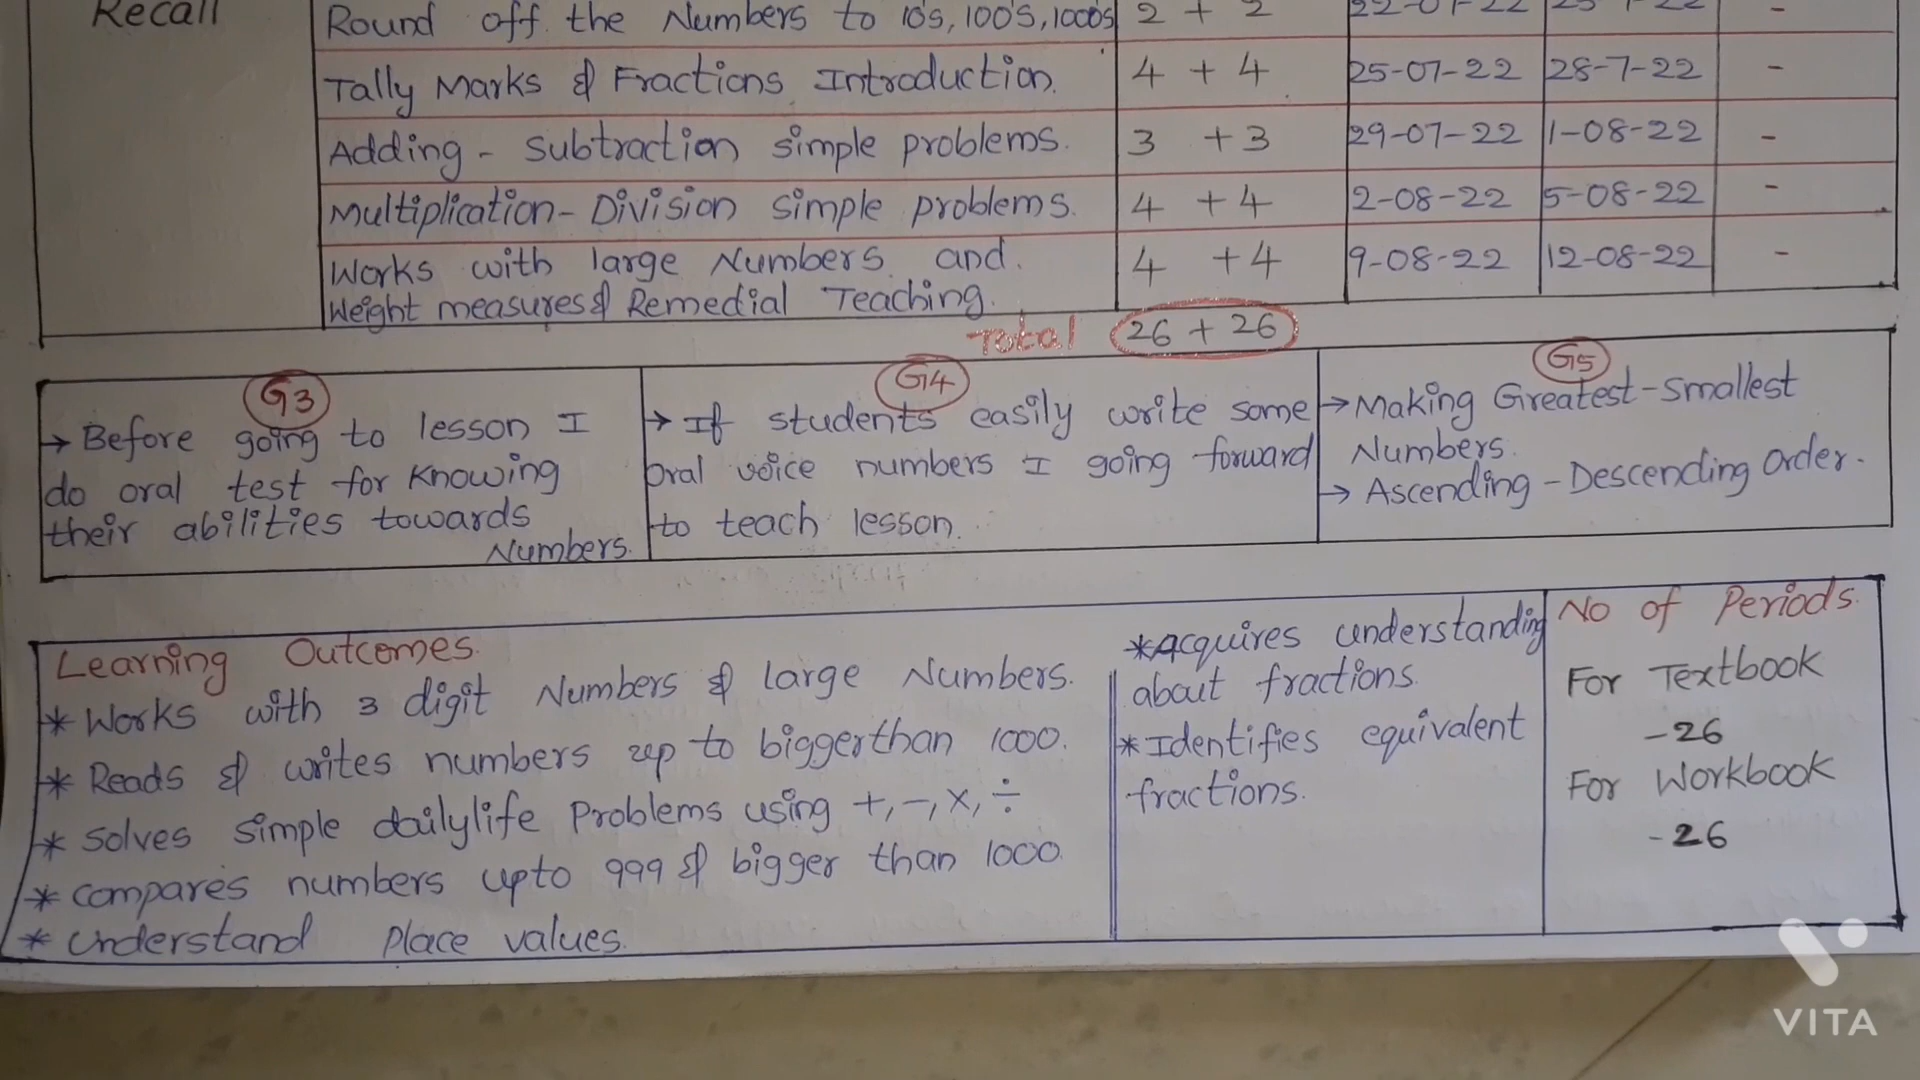 Recall
Round off the Numbers to 10s, 100s, 1000s 2 + 2
Tally Marks & Fractions Introduction. 4 + 4 25-07-22 28-7-22 -
Adding - Subtraction simple problems. 3 + 3 29-07-22 1-08-22 -
Multiplication - Division simple problems. 4 + 4 2-08-22 5-08-22 -
Works with large Numbers and 4 + 4 9-08-22 12-08-22 -
Weight measures & Remedial Teaching.
Total 26 + 26
G3
→ Before going to lesson I
do oral test for knowing
their abilities towards
Numbers.
G4
→ If students easily write some
oral voice numbers I going forward
to teach lesson.
G5
→ Making Greatest - Smallest
Numbers.
→ Ascending - Descending Order.
Learning Outcomes.
* Works with 3 digit Numbers & large Numbers.
* Reads & writes numbers up to biggerthan 1000.
* Solves simple dailylife Problems using +, -, ×, ÷
* compares numbers upto 999 & bigger than 1000.
* Understand place values.
* Acquires understanding
about fractions.
* Identifies equivalent
fractions.
No of Periods.
For Textbook
- 26
For Workbook
- 26
VITA